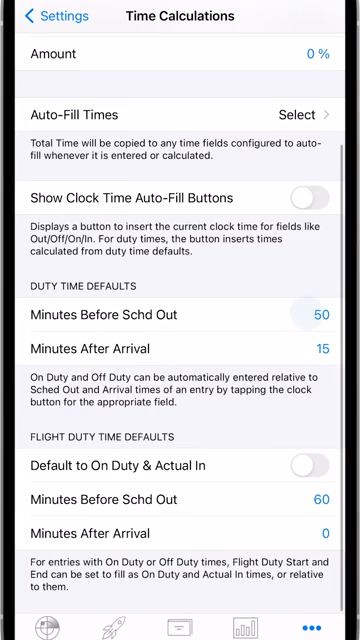 Settings
Time Calculations
Amount
0 %
Auto-Fill Times
Select
Total Time will be copied to any time fields configured to auto-
fill whenever it is entered or calculated.
Show Clock Time Auto-Fill Buttons
Displays a button to insert the current clock time for fields like
Out/Off/On/In. For duty times, the button inserts times
calculated from duty time defaults.
DUTY TIME DEFAULTS
Minutes Before Schd Out
50
Minutes After Arrival
15
On Duty and Off Duty can be automatically entered relative to
Sched Out and Arrival times of an entry by tapping the clock
button for the appropriate field.
FLIGHT DUTY TIME DEFAULTS
Default to On Duty & Actual In
Minutes Before Schd Out
60
Minutes After Arrival
0
For entries with On Duty or Off Duty times, Flight Duty Start and
End can be set to fill as On Duty and Actual In times, or relative
to them.